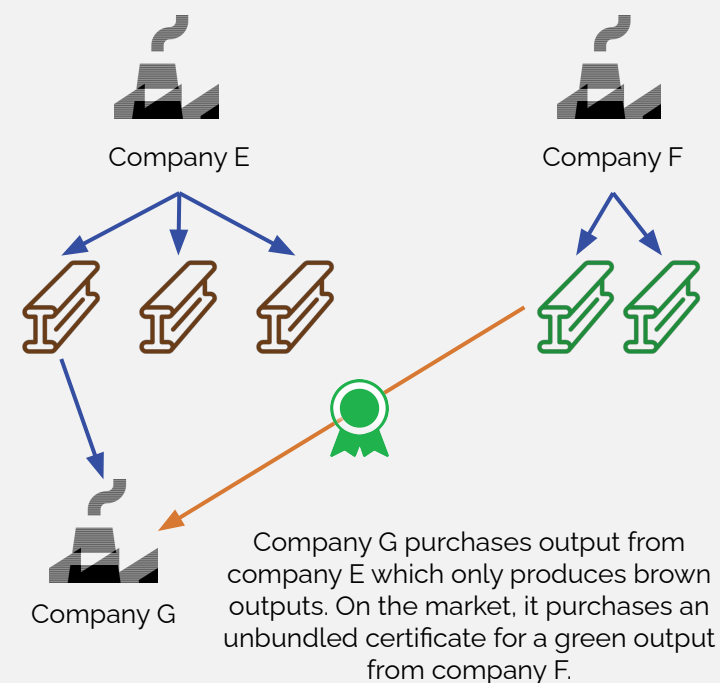 Company E
Company F
Company G
Company G purchases output from
company E which only produces brown
outputs. On the market, it purchases an
unbundled certificate for a green output
from company F.